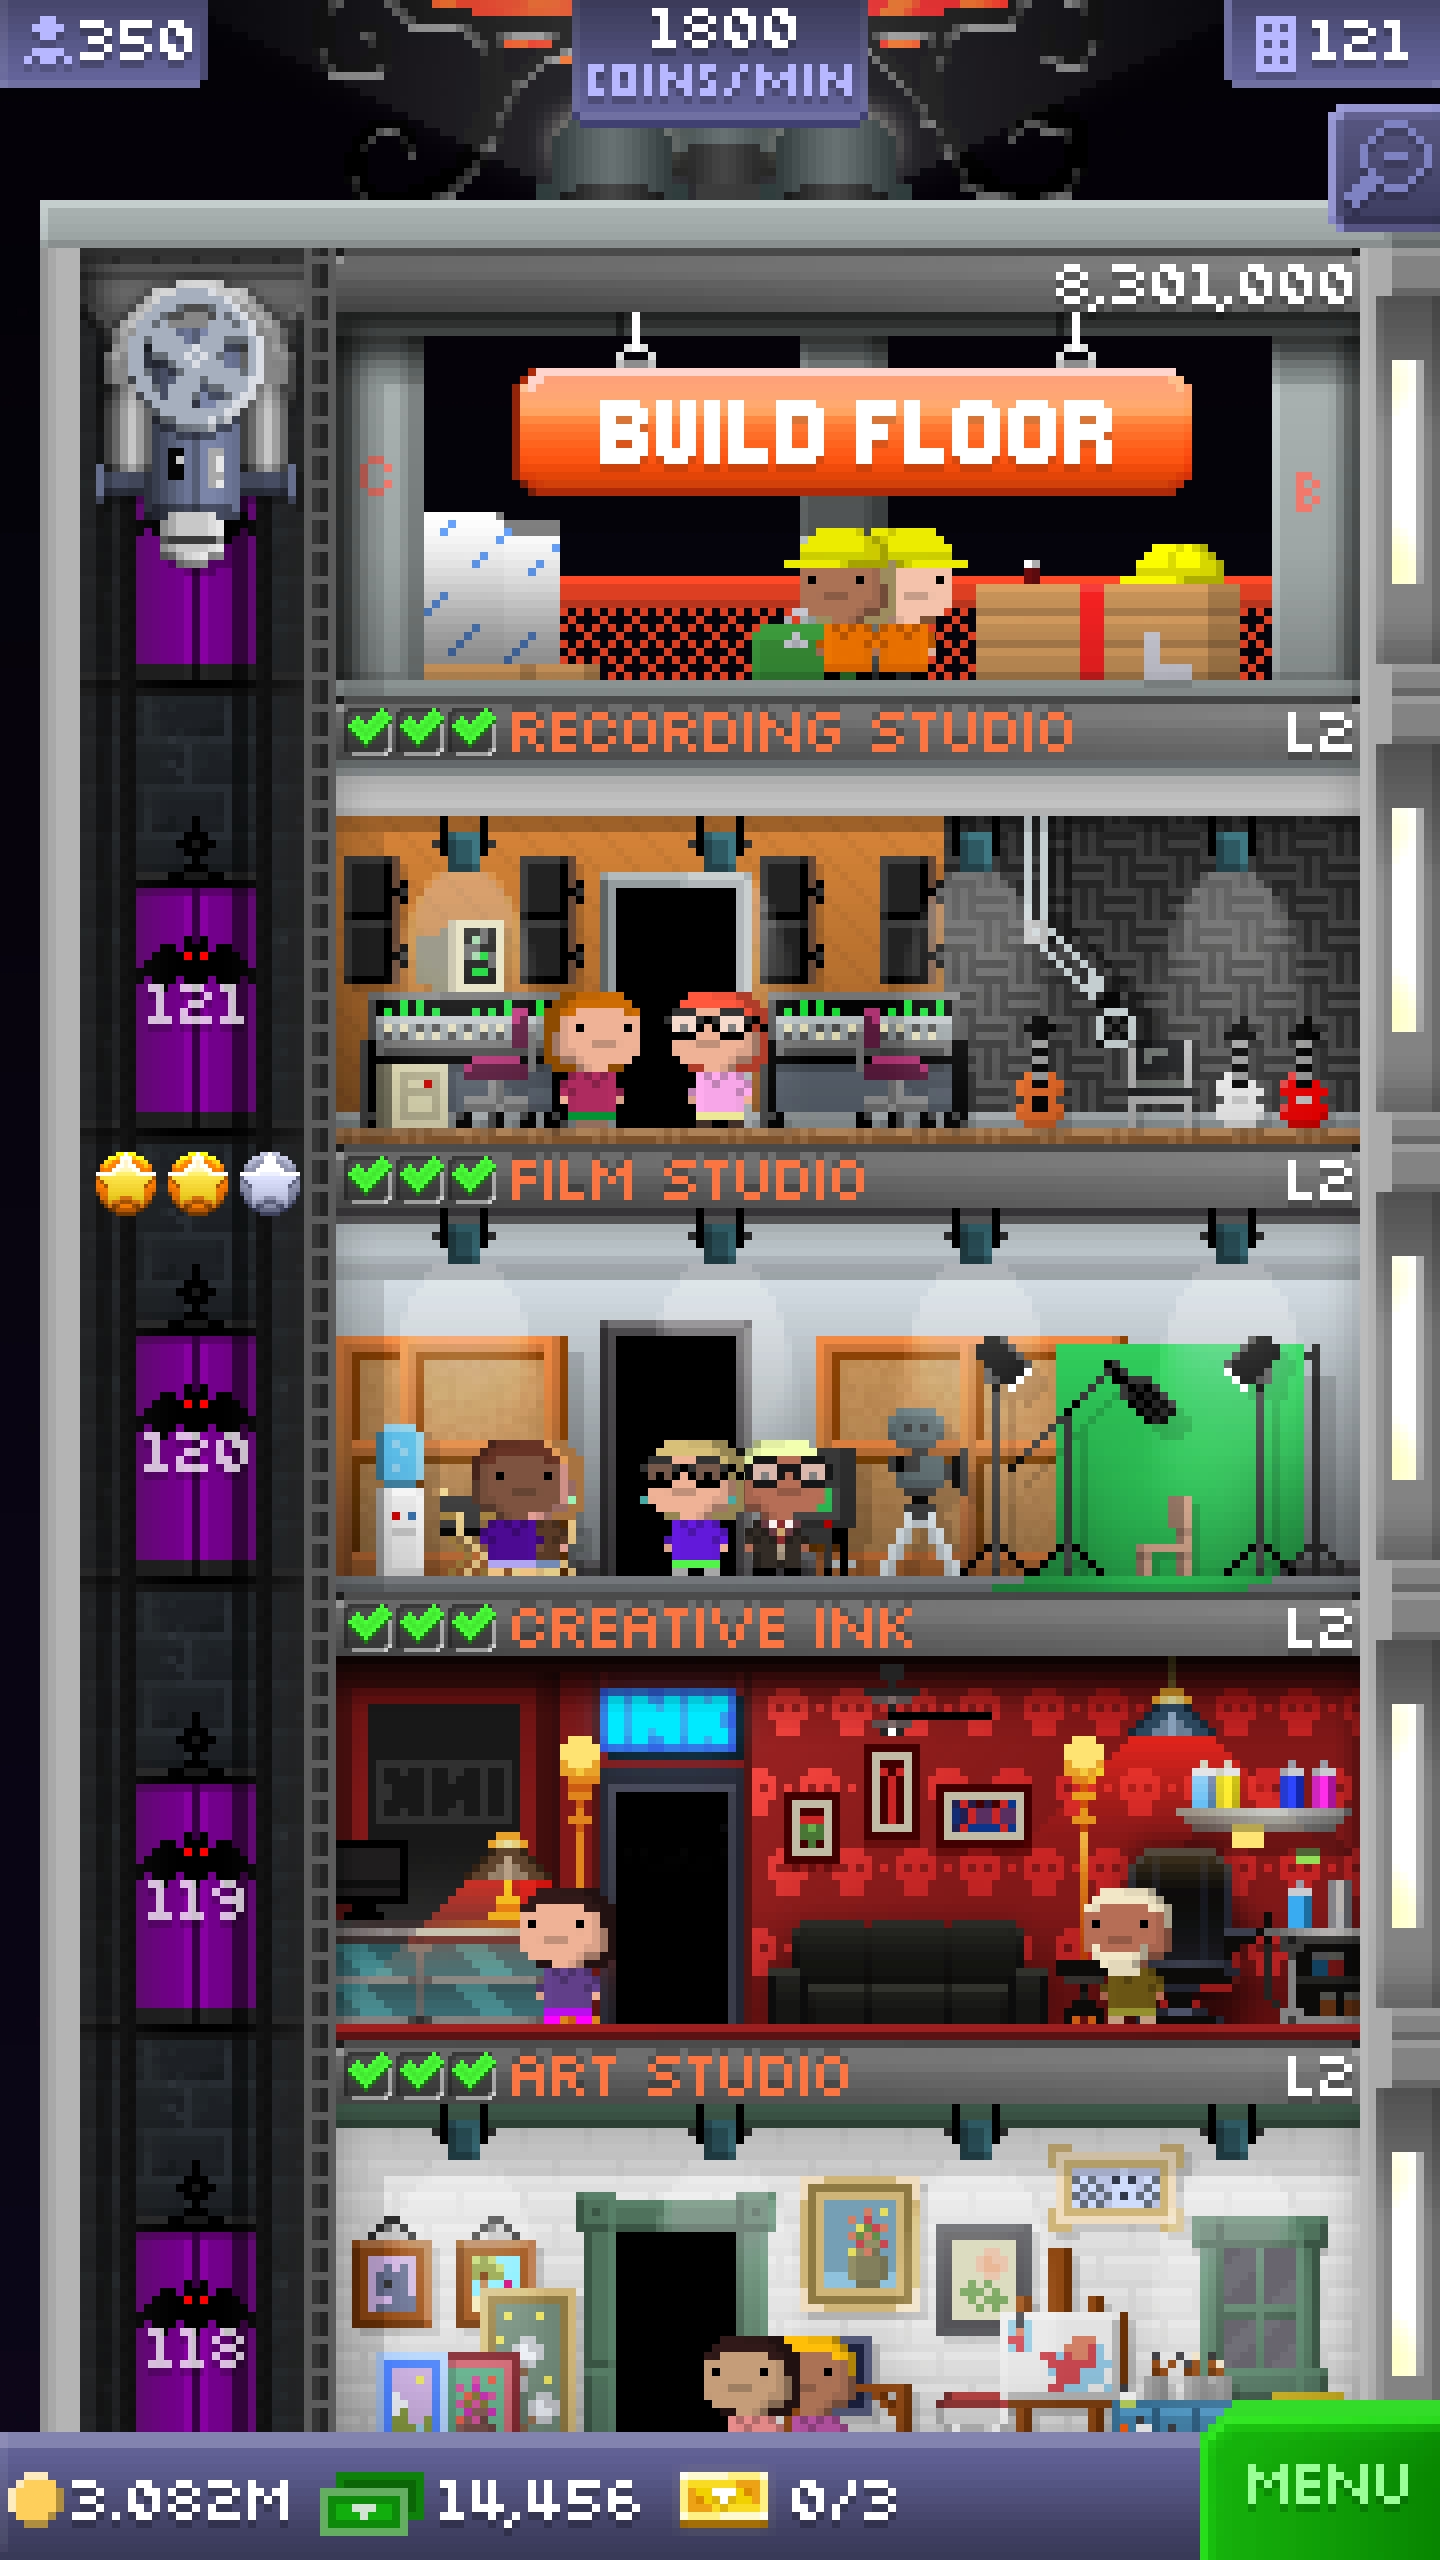 350
1800
COINS/MIN
121
8,301,000
BUILD FLOOR
C
B
RECORDING STUDIO L2
121
FILM STUDIO L2
120
CREATIVE INK L2
INK
119
ART STUDIO L2
118
3.082M 14,456 0/3
MENU